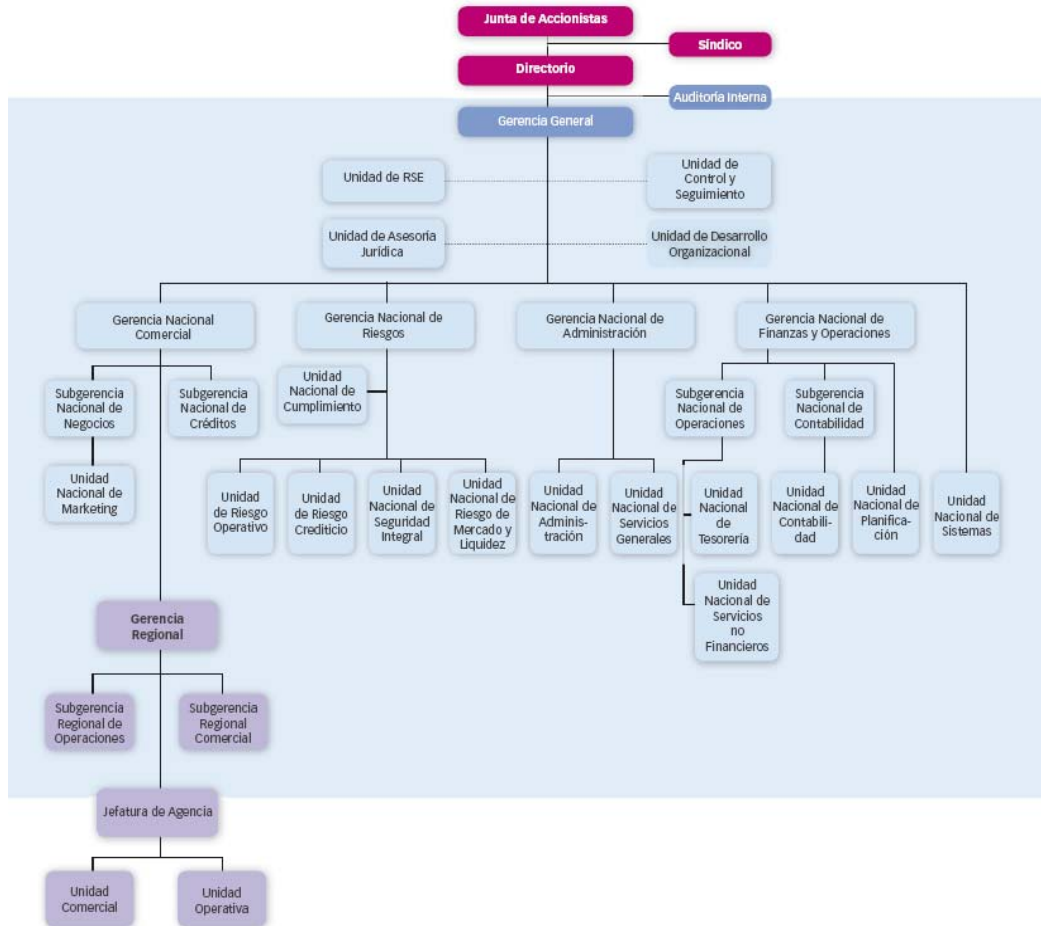 Junta de Accionistas
Síndico
Directorio
Auditoría Interna
Gerencia General
Unidad de RSE
Unidad de
Control y
Seguimiento
Unidad de Asesoría
Jurídica
Unidad de Desarrollo
Organizacional
Gerencia Nacional
Comercial
Gerencia Nacional de
Riesgos
Gerencia Nacional de
Administración
Gerencia Nacional de
Finanzas y Operaciones
Subgerencia
Nacional de
Negocios
Subgerencia
Nacional de
Créditos
Unidad
Nacional de
Cumplimiento
Subgerencia
Nacional de
Operaciones
Subgerencia
Nacional de
Contabilidad
Unidad
Nacional de
Marketing
Unidad
de Riesgo
Operativo
Unidad
de Riesgo
Crediticio
Unidad
Nacional de
Seguridad
Integral
Unidad
Nacional de
Riesgo de
Mercado y
Liquidez
Unidad
Nacional de
Adminis-
tración
Unidad
Nacional de
Servicios
Generales
Unidad
Nacional
de
Tesorería
Unidad
Nacional de
Contabili-
dad
Unidad
Nacional de
Planifica-
ción
Unidad
Nacional de
Sistemas
Unidad
Nacional de
Servicios
no
Financieros
Gerencia
Regional
Subgerencia
Regional de
Operaciones
Subgerencia
Regional
Comercial
Jefatura de Agencia
Unidad
Comercial
Unidad
Operativa